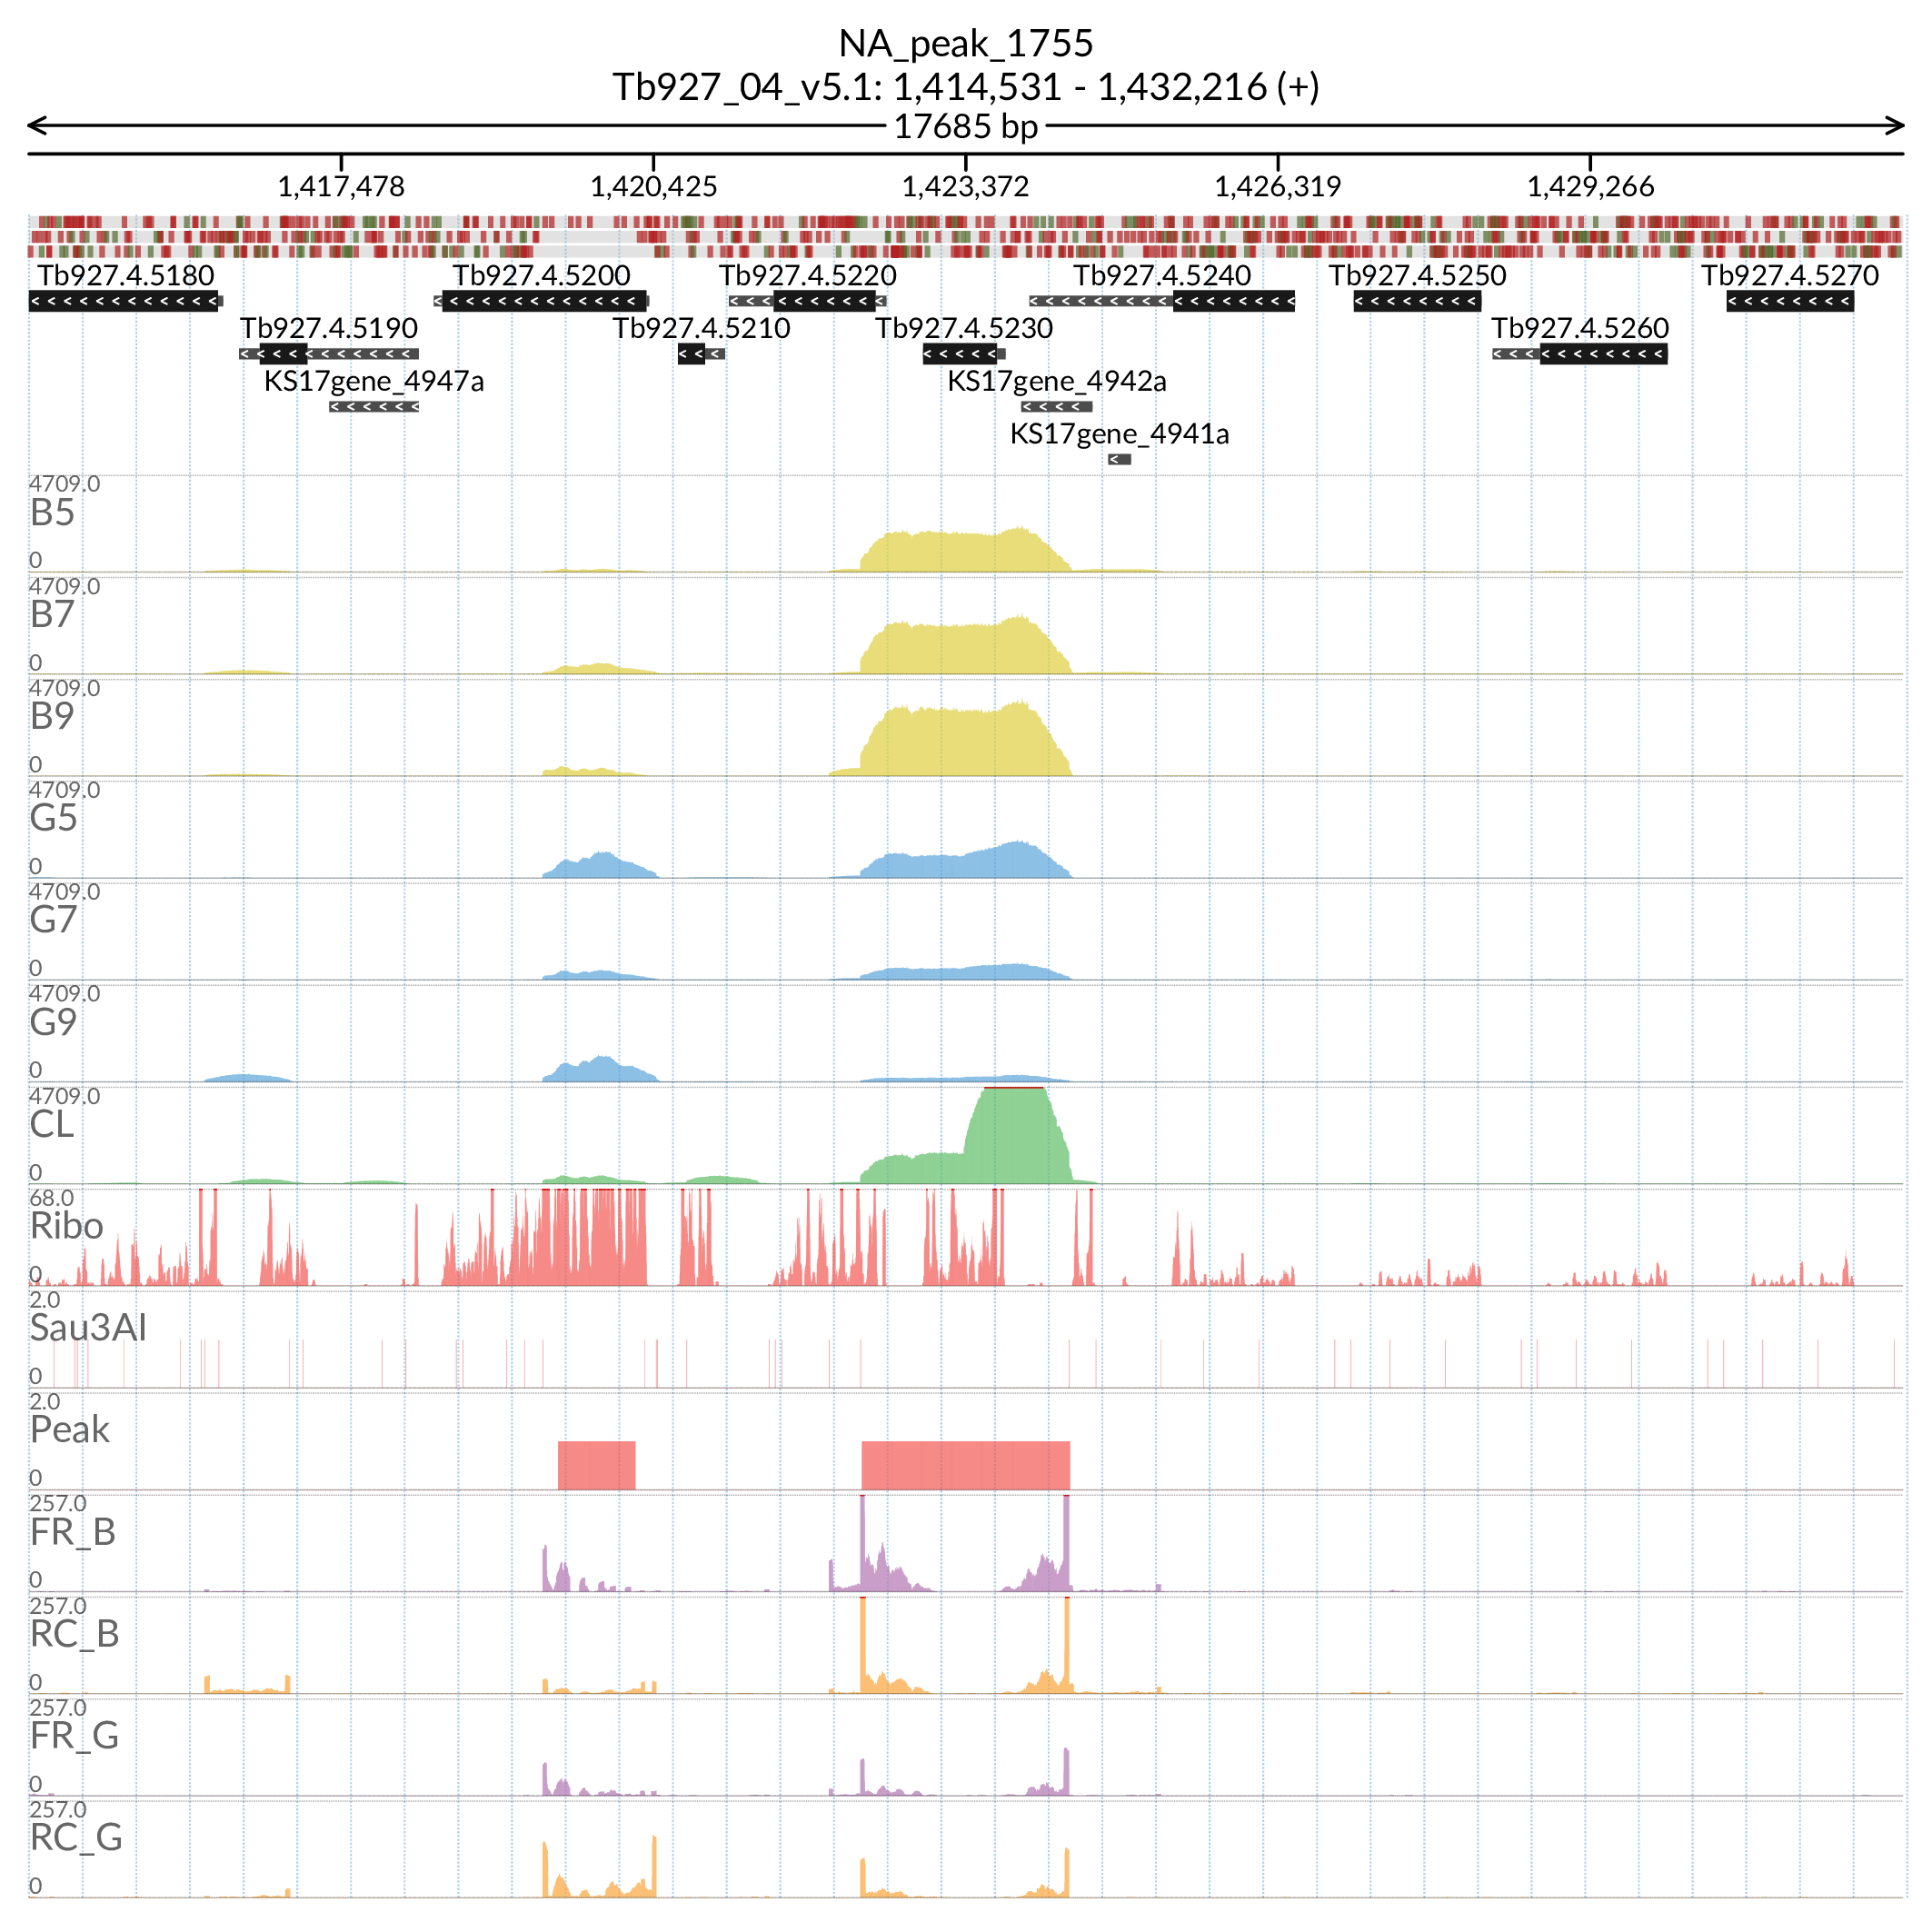 NA_peak_1755
Tb927_04_v5.1: 1,414,531 - 1,432,216 (+)
17685 bp
1,417,478 1,420,425 1,423,372 1,426,319 1,429,266
Tb927.4.5180 Tb927.4.5200 Tb927.4.5220 Tb927.4.5240 Tb927.4.5250 Tb927.4.5270
Tb927.4.5190 Tb927.4.5210 Tb927.4.5230 Tb927.4.5260
KS17gene_4947a KS17gene_4942a
KS17gene_4941a
4709.0
B5
0
4709.0
B7
0
4709.0
B9
0
4709.0
G5
0
4709.0
G7
0
4709.0
G9
0
4709.0
CL
0
68.0
Ribo
0
2.0
Sau3AI
0
2.0
Peak
0
257.0
FR_B
0
257.0
RC_B
0
257.0
FR_G
0
257.0
RC_G
0